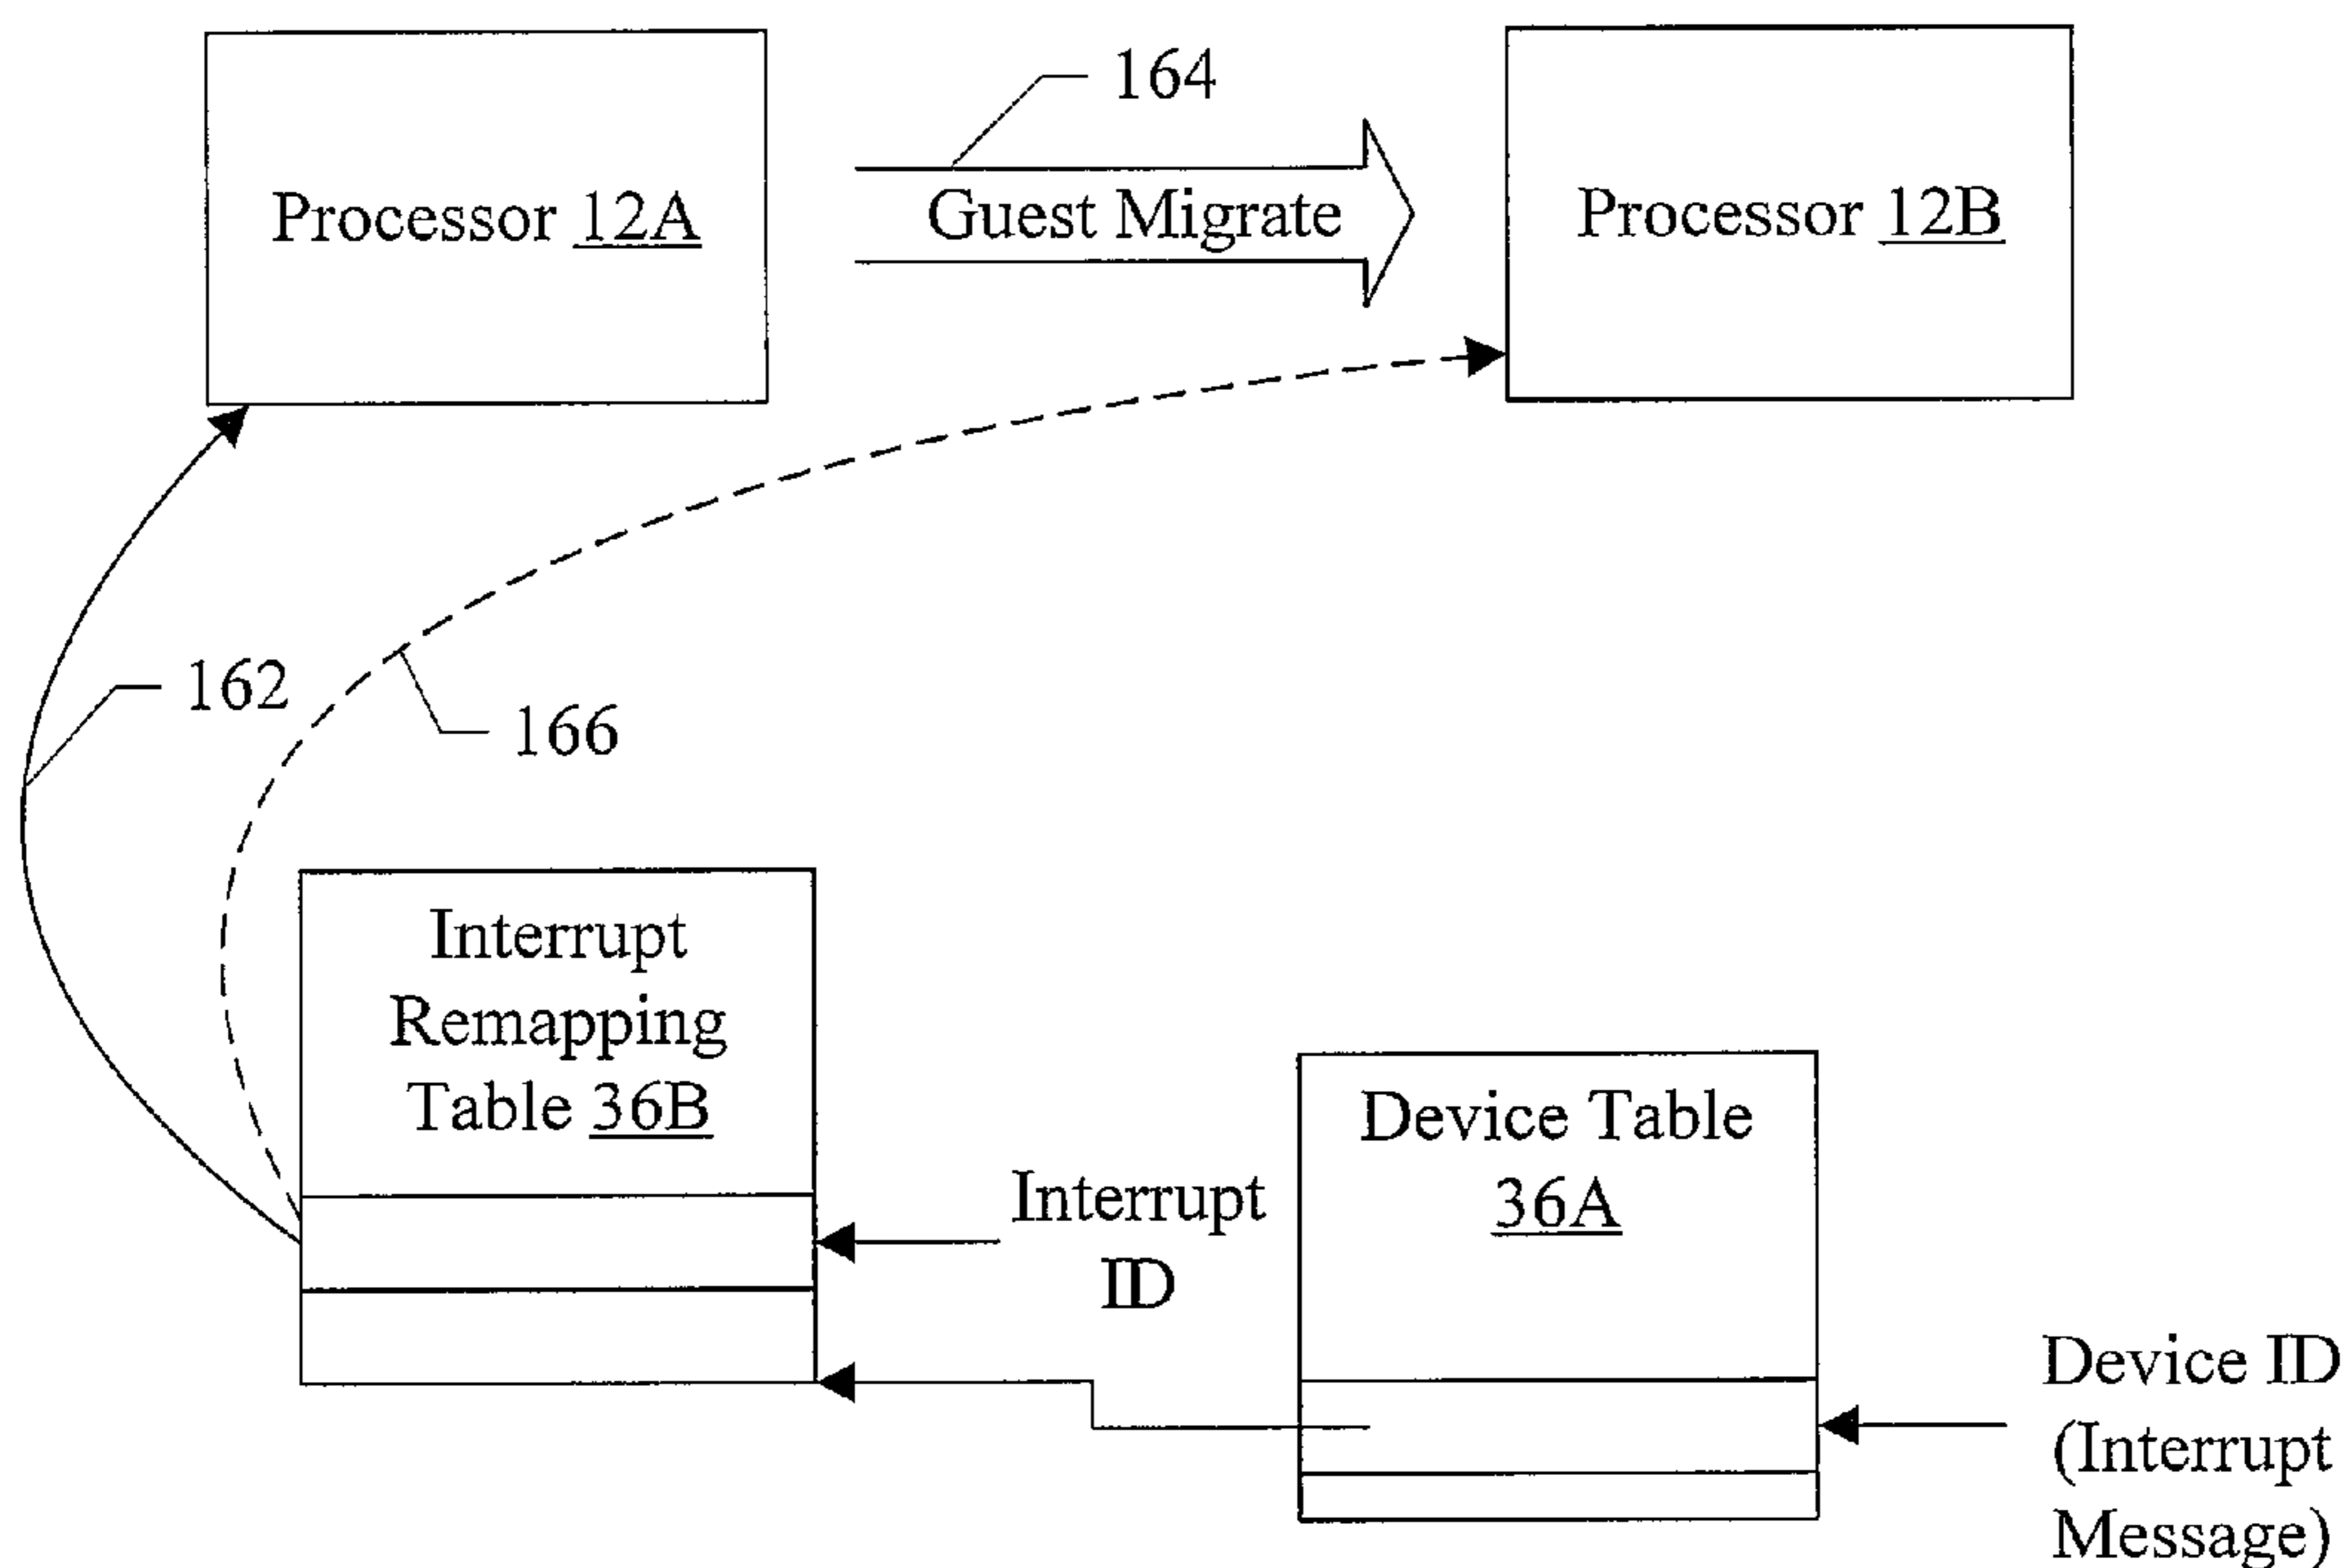 164
Processor 12A
Guest Migrate
Processor 12B
162
166
Interrupt
Remapping
Table 36B
Device Table
36A
Interrupt
ID
Device ID
(Interrupt
Message)